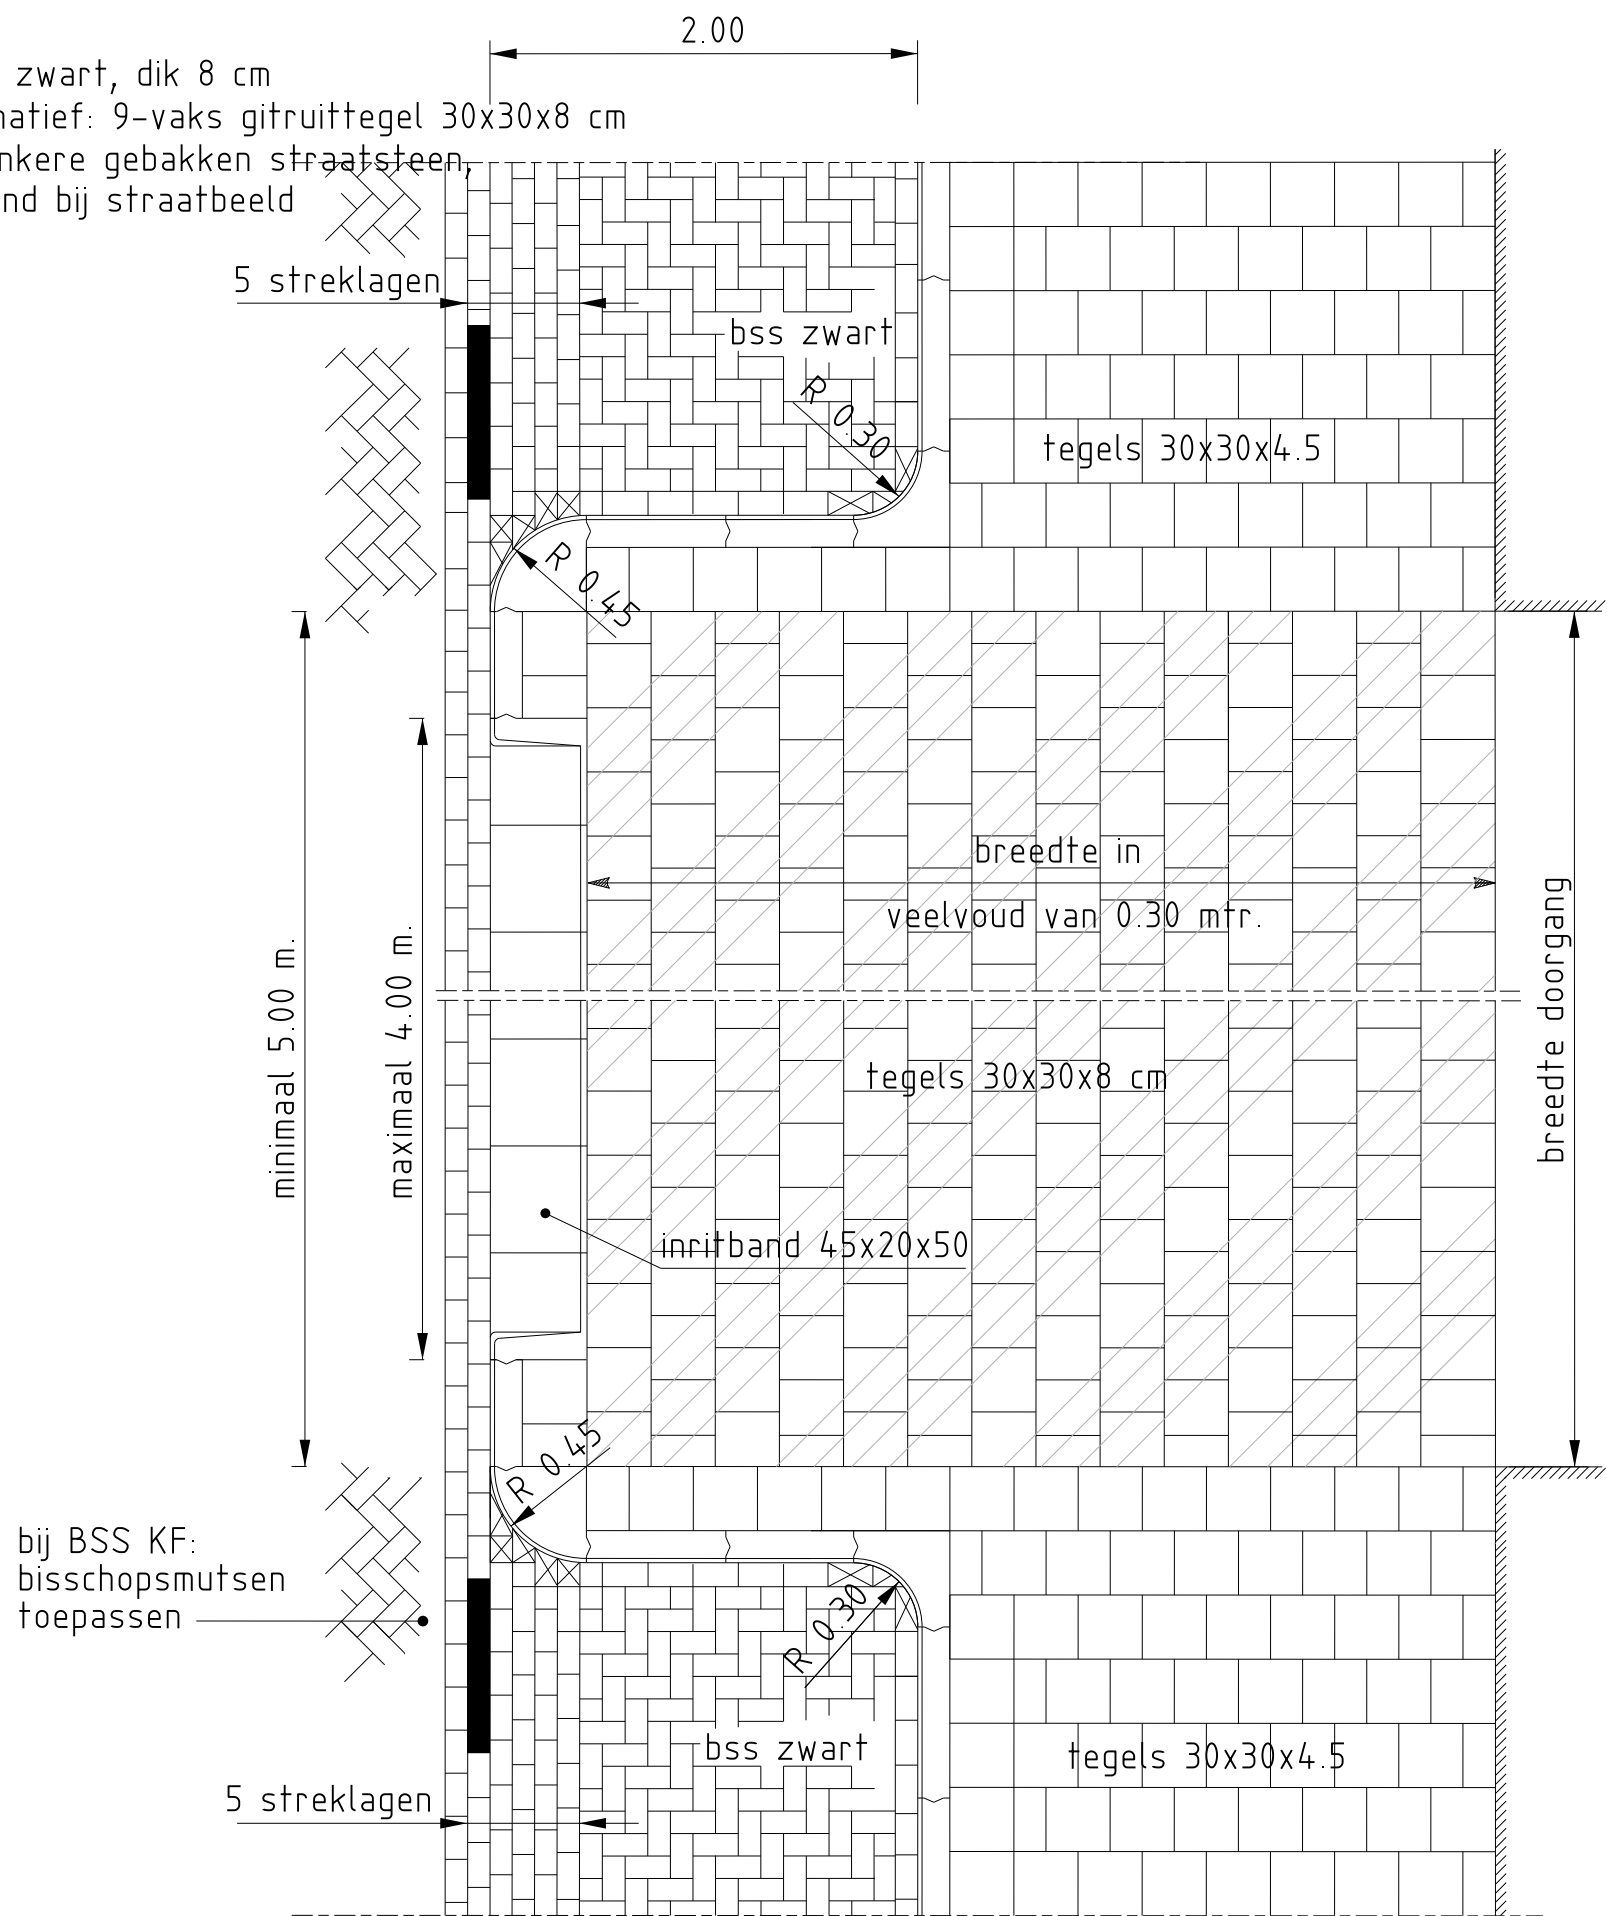 2.00
zwart, dik 8 cm
natief: 9-vaks gitruittegel 30x30x8 cm
nkere gebakken straatsteen,
nd bij straatbeeld
5 streklagen
bss zwart
R 0.30
tegels 30x30x4.5
R 0.45
breedte in
veelvoud van 0.30 mtr.
minimaal 5.00 m.
maximaal 4.00 m.
breedte doorgang
tegels 30x30x8 cm
inritband 45x20x50
R 0.45
bij BSS KF:
bisschopsmutsen
toepassen
R 0.30
bss zwart
tegels 30x30x4.5
5 streklagen